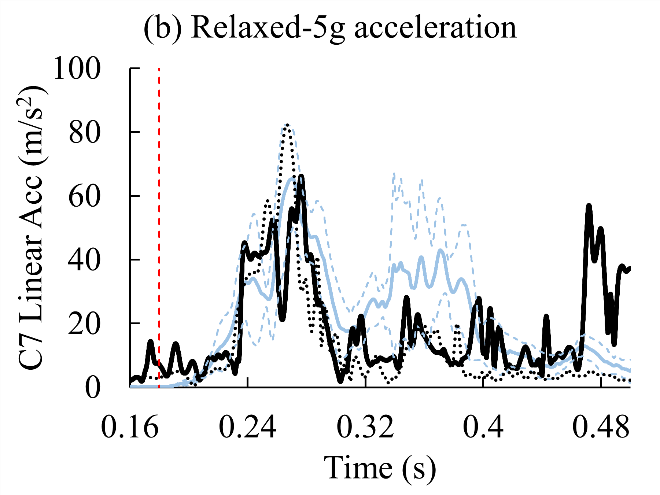 (b) Relaxed-5g acceleration
100
80
60
40
20
0
C7 Linear Acc (m/s²)
0.16 0.24 0.32 0.4 0.48
Time (s)